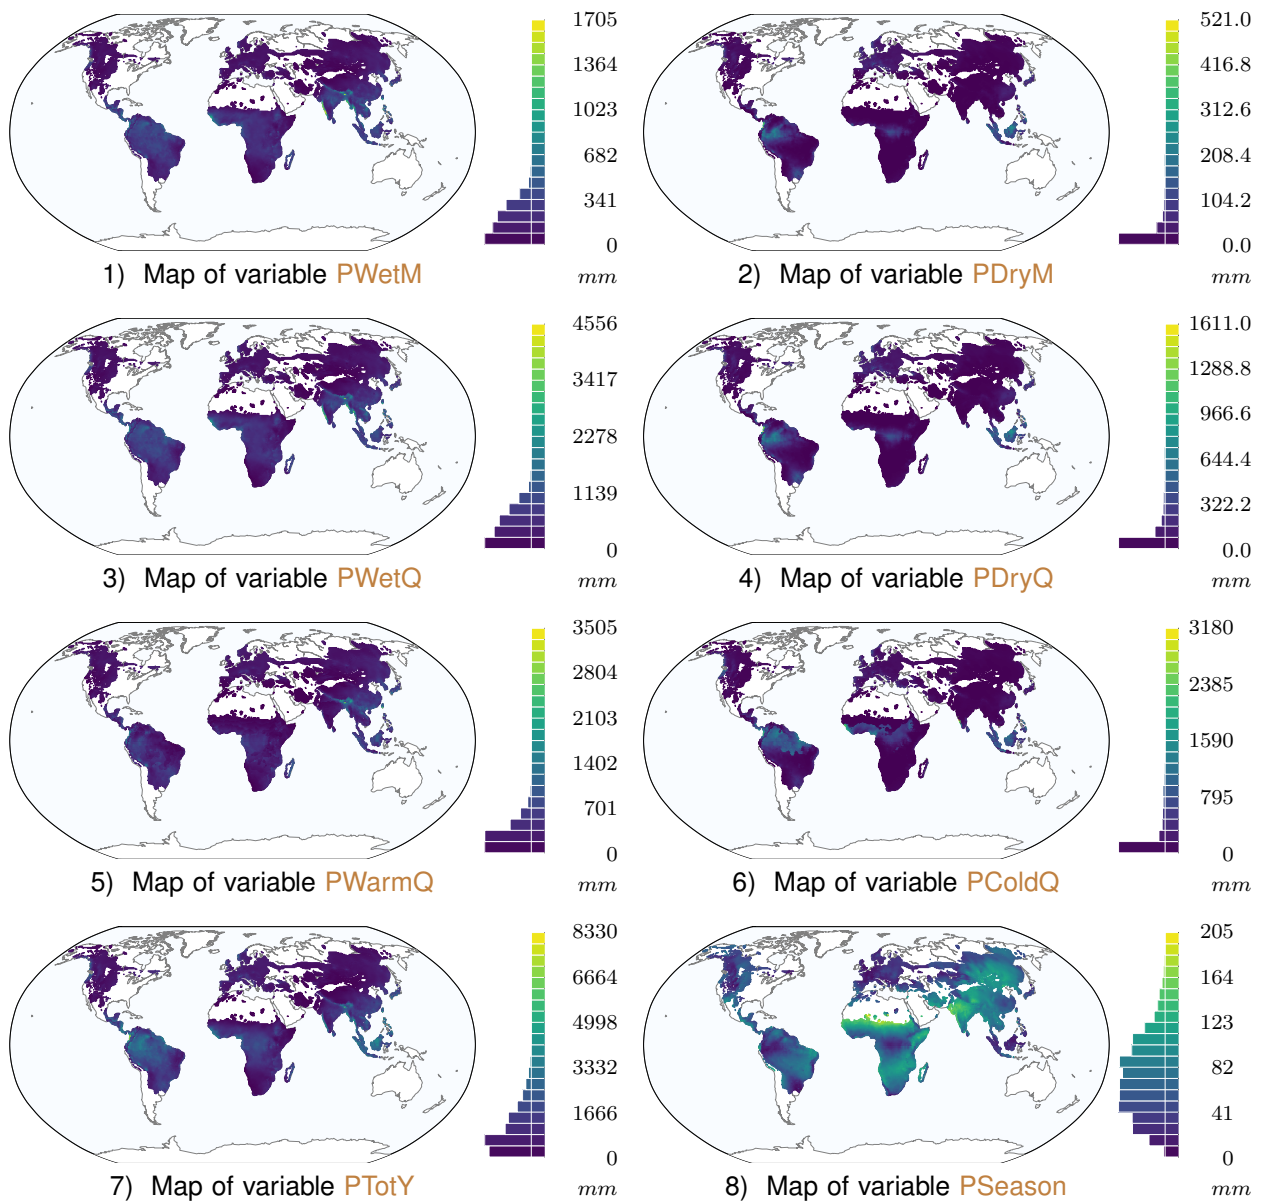 1705
1364
1023
682
341
0
mm
1) Map of variable PWetM
521.0
416.8
312.6
208.4
104.2
0.0
mm
2) Map of variable PDryM
4556
3417
2278
1139
0
mm
3) Map of variable PWetQ
1611.0
1288.8
966.6
644.4
322.2
0.0
mm
4) Map of variable PDryQ
3505
2804
2103
1402
701
0
mm
5) Map of variable PWarmQ
3180
2385
1590
795
0
mm
6) Map of variable PColdQ
8330
6664
4998
3332
1666
0
mm
7) Map of variable PTotY
205
164
123
82
41
0
mm
8) Map of variable PSeason